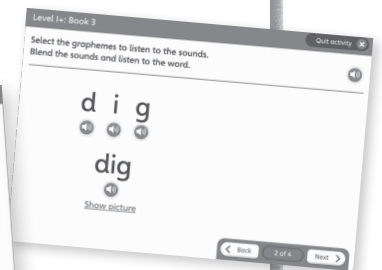 Level 1+: Book 3
Quit activity
Select the graphemes to listen to the sounds.
Blend the sounds and listen to the word.
d i g
dig
Show picture
Back
2 of 4
Next